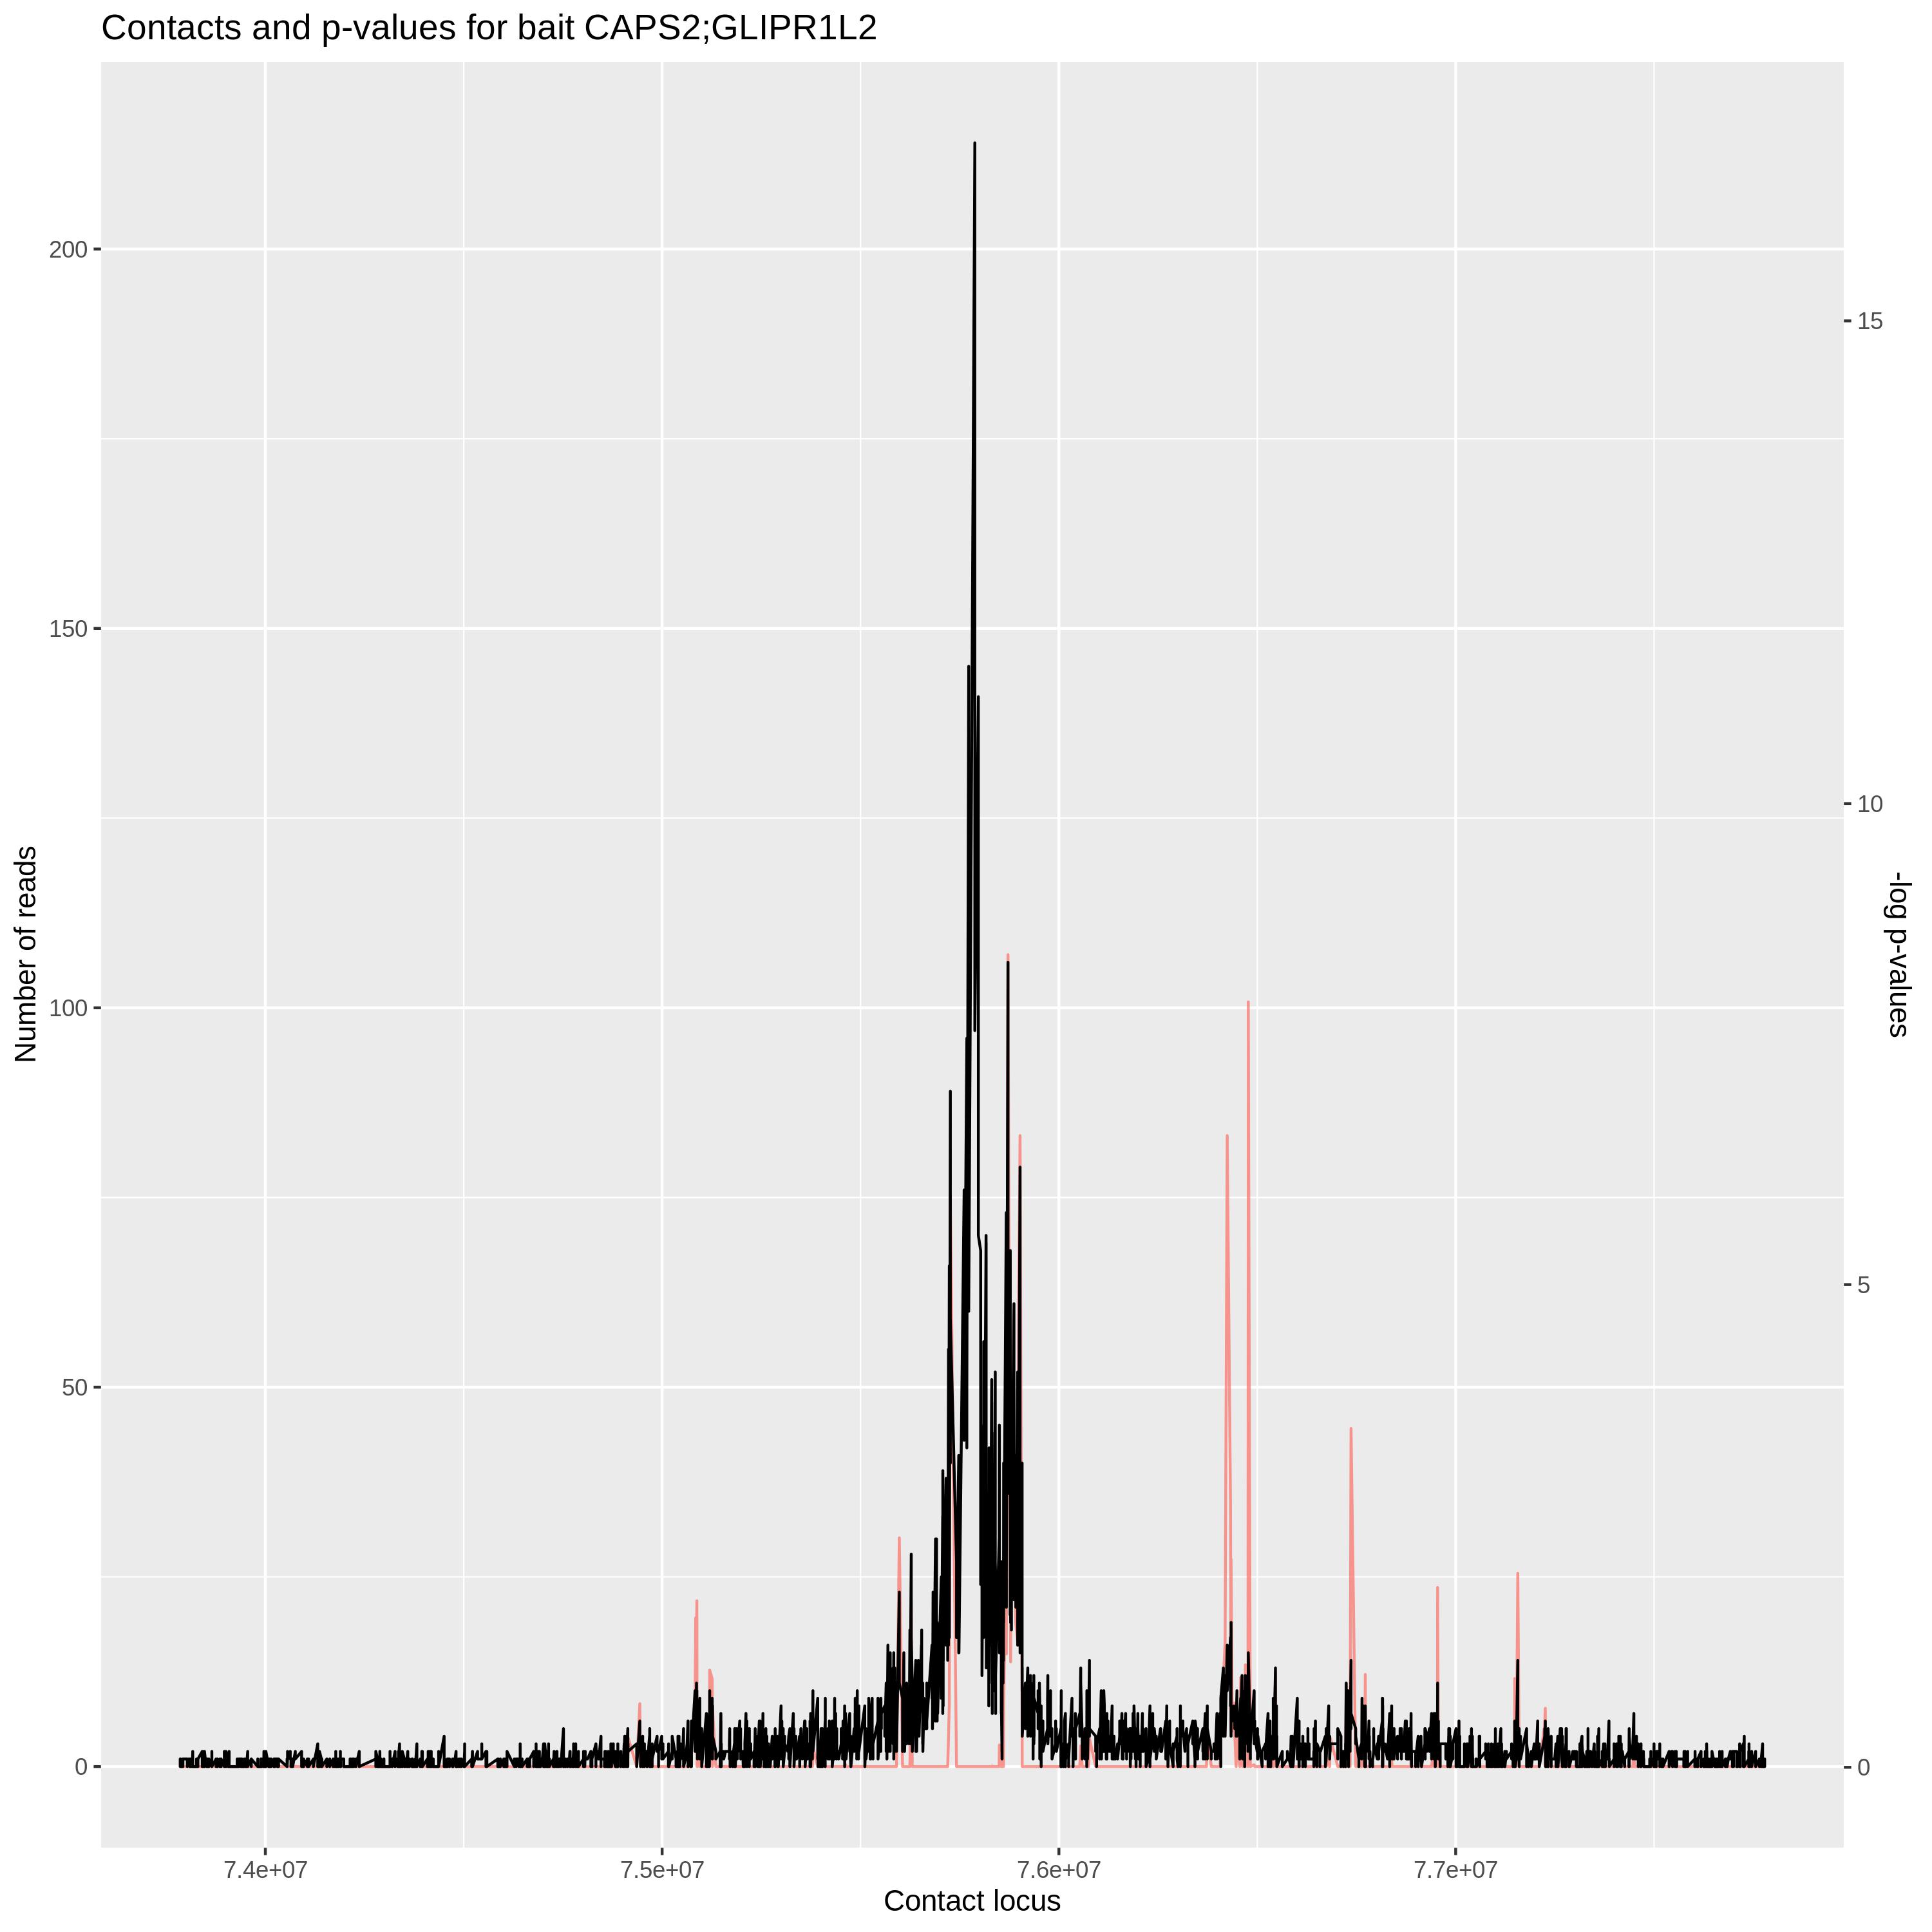 Contacts and p-values for bait CAPS2;GLIPR1L2
200
150
100
50
0
Number of reads
15
10
5
0
-log p-values
7.4e+07 7.5e+07 7.6e+07 7.7e+07
Contact locus